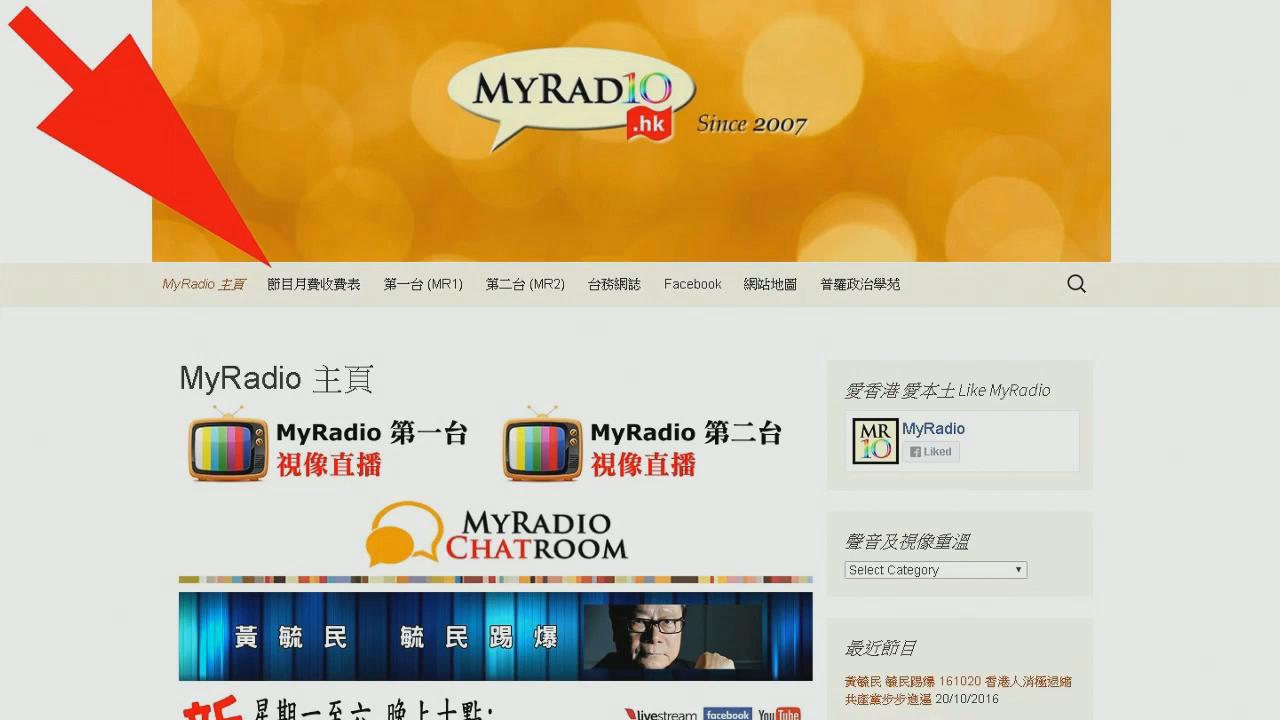 MYRAD10
.hk
Since 2007
MyRadio 主頁 節目月費收費表 第一台 (MR1) 第二台 (MR2) 台務網誌 Facebook 網站地圖 普羅政治學苑
MyRadio 主頁
MyRadio 第一台
視像直播
MyRadio 第二台
視像直播
MYRADIO
CHATROOM
黃毓民 毓民踢爆
新 星期一至六 晚上十點:
livestream facebook YouTube
愛香港 愛本土 Like MyRadio
MR
10
MyRadio
Liked
聲音及視像重溫
Select Category
最近節目
黃毓民 毓民踢爆 161020 香港人消極退縮
共產黨步步進逼 20/10/2016